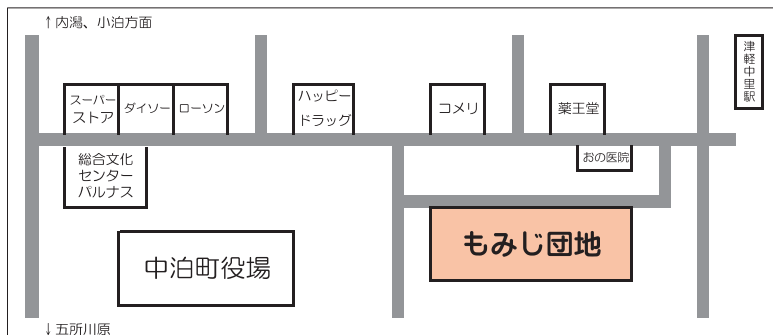 ↑内潟、小泊方面
津軽中里駅
スーパー
ストア
ダイソー
ローソン
ハッピー
ドラッグ
コメリ
薬王堂
総合文化
センター
パルナス
おの医院
中泊町役場
もみじ団地
↓五所川原